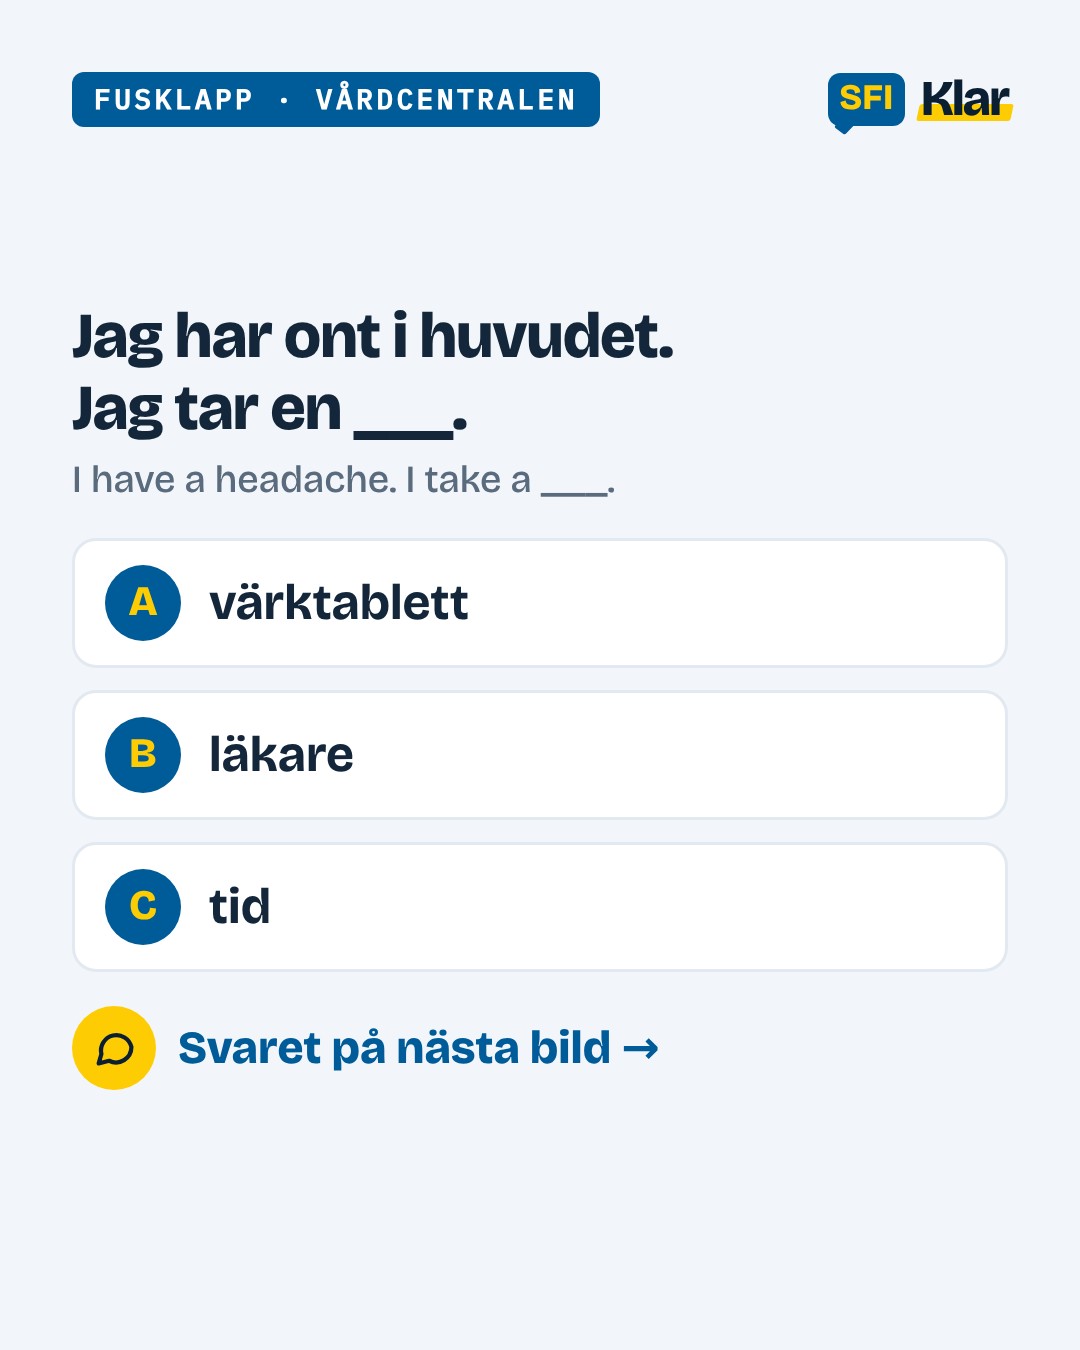 FUSKLAPP · VÅRDCENTRALEN
SFI Klar
Jag har ont i huvudet.
Jag tar en ___.
I have a headache. I take a ___.
A värktablett
B läkare
C tid
Svaret på nästa bild →